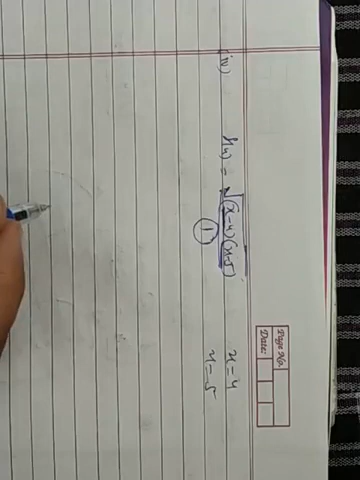 Page No.
Date:
(iv) f(x) = √(x-4)(x-5) x=4
① x=5